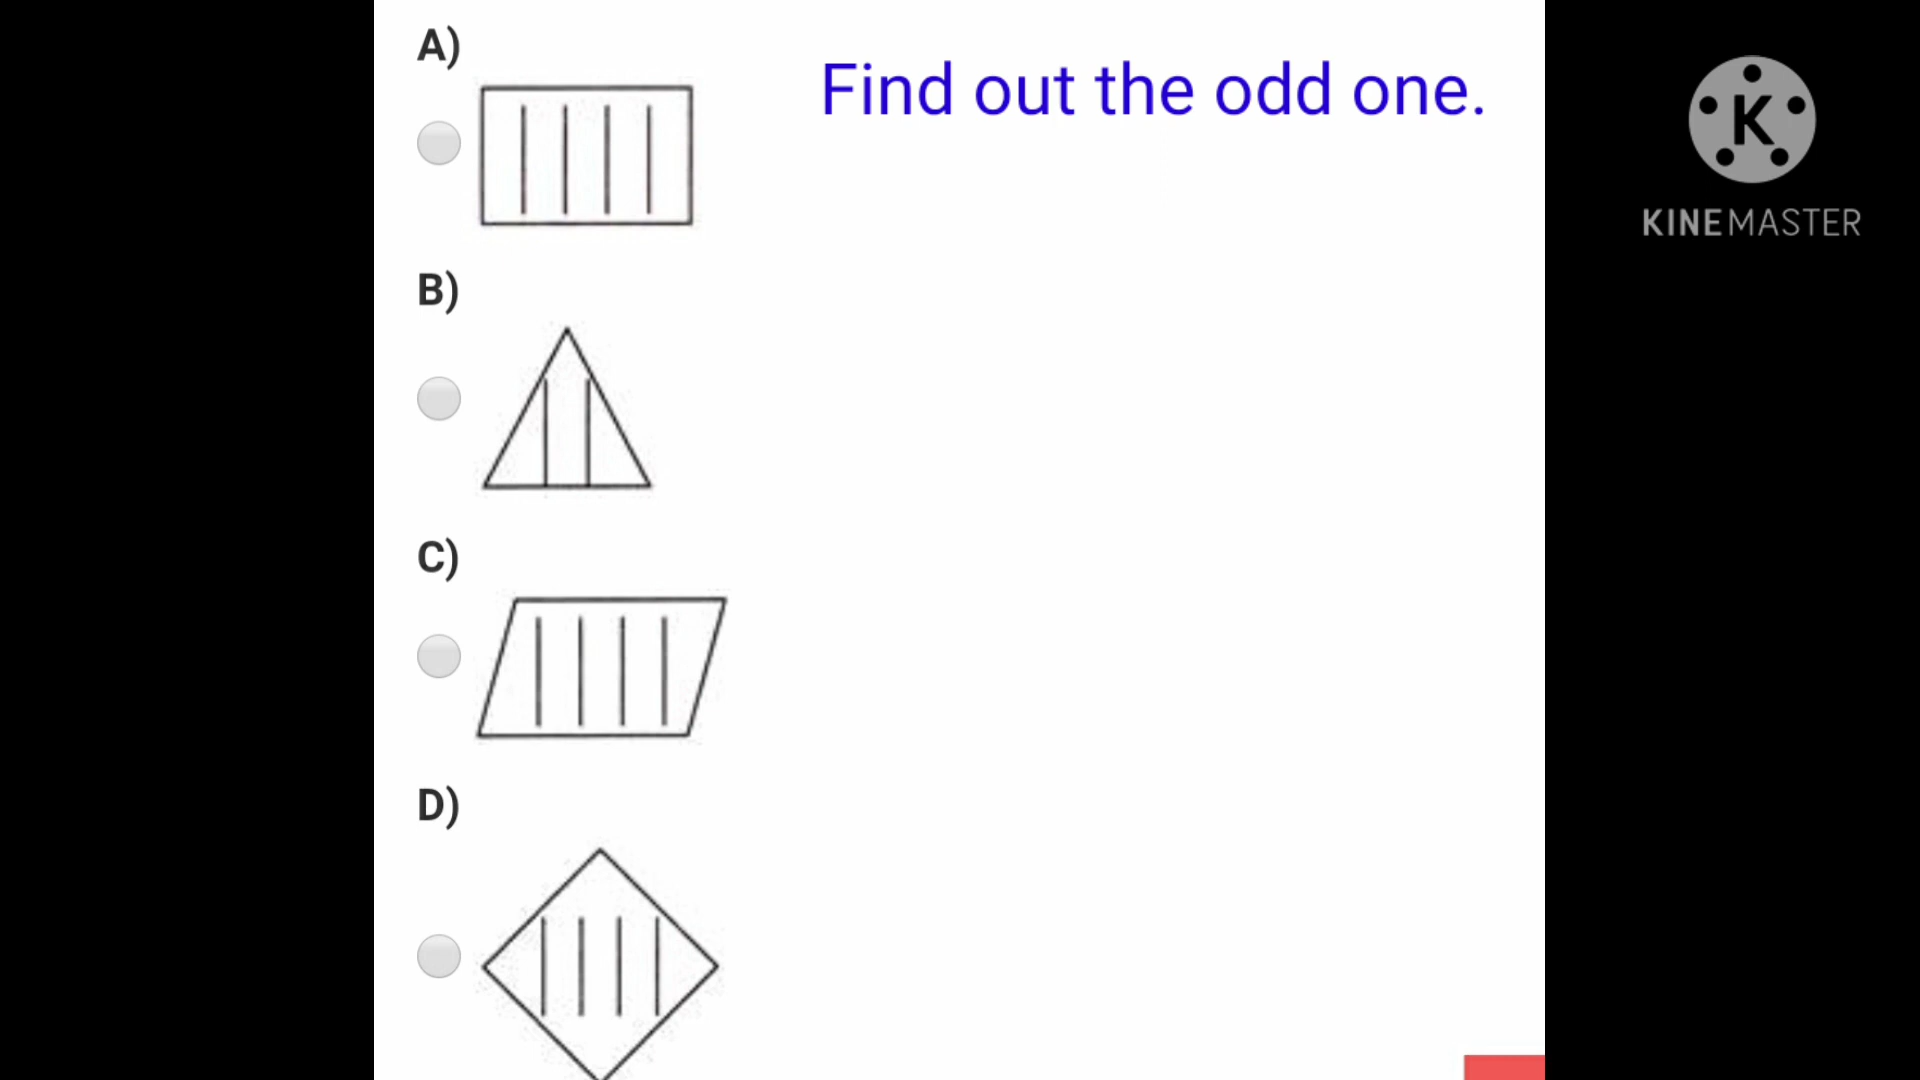 A)
Find out the odd one.
K
KINEMASTER
B)
C)
D)